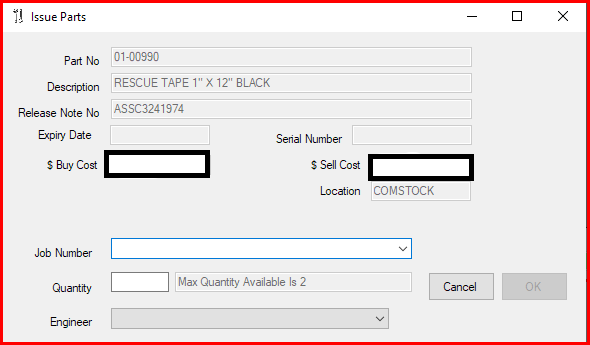 Issue Parts
Part No 01-00990
Description RESCUE TAPE 1" X 12" BLACK
Release Note No ASSC3241974
Expiry Date Serial Number
$ Buy Cost $ Sell Cost
Location COMSTOCK
Job Number
Quantity Max Quantity Available Is 2 Cancel OK
Engineer